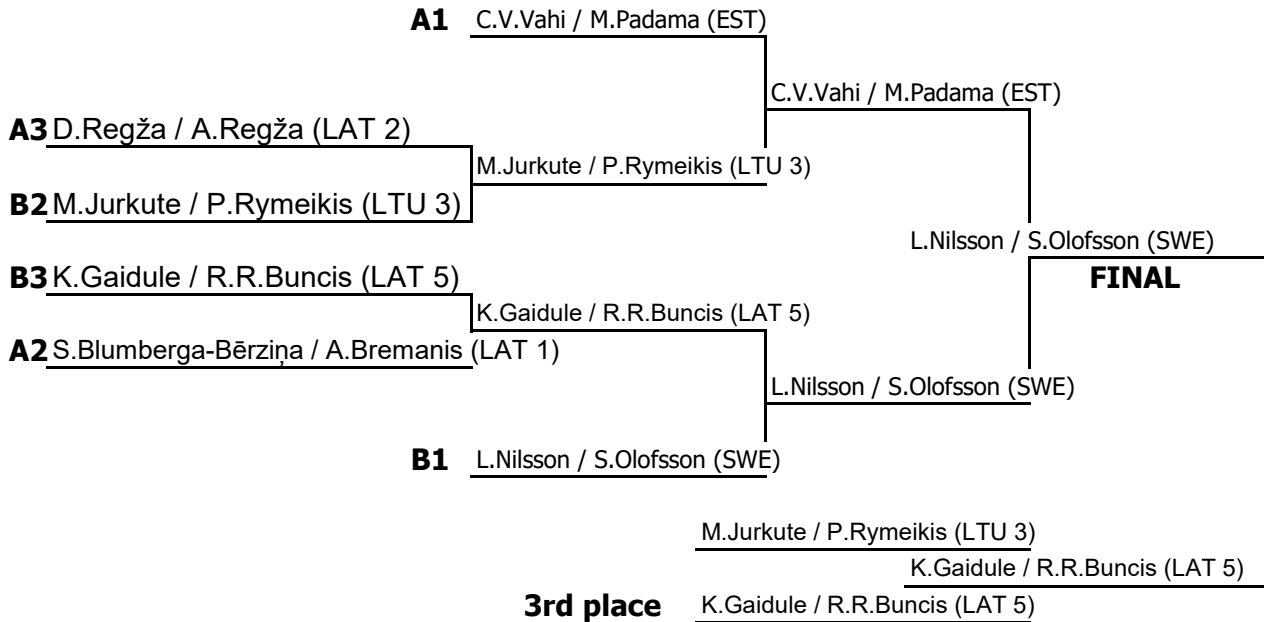 A1 C.V.Vahi / M.Padama (EST)
C.V.Vahi / M.Padama (EST)
A3 D.Regža / A.Regža (LAT 2)
M.Jurkute / P.Rymeikis (LTU 3)
B2 M.Jurkute / P.Rymeikis (LTU 3)
L.Nilsson / S.Olofsson (SWE)
B3 K.Gaidule / R.R.Buncis (LAT 5)
FINAL
K.Gaidule / R.R.Buncis (LAT 5)
A2 S.Blumberga-Bērziņa / A.Bremanis (LAT 1)
L.Nilsson / S.Olofsson (SWE)
B1 L.Nilsson / S.Olofsson (SWE)
M.Jurkute / P.Rymeikis (LTU 3)
K.Gaidule / R.R.Buncis (LAT 5)
3rd place K.Gaidule / R.R.Buncis (LAT 5)